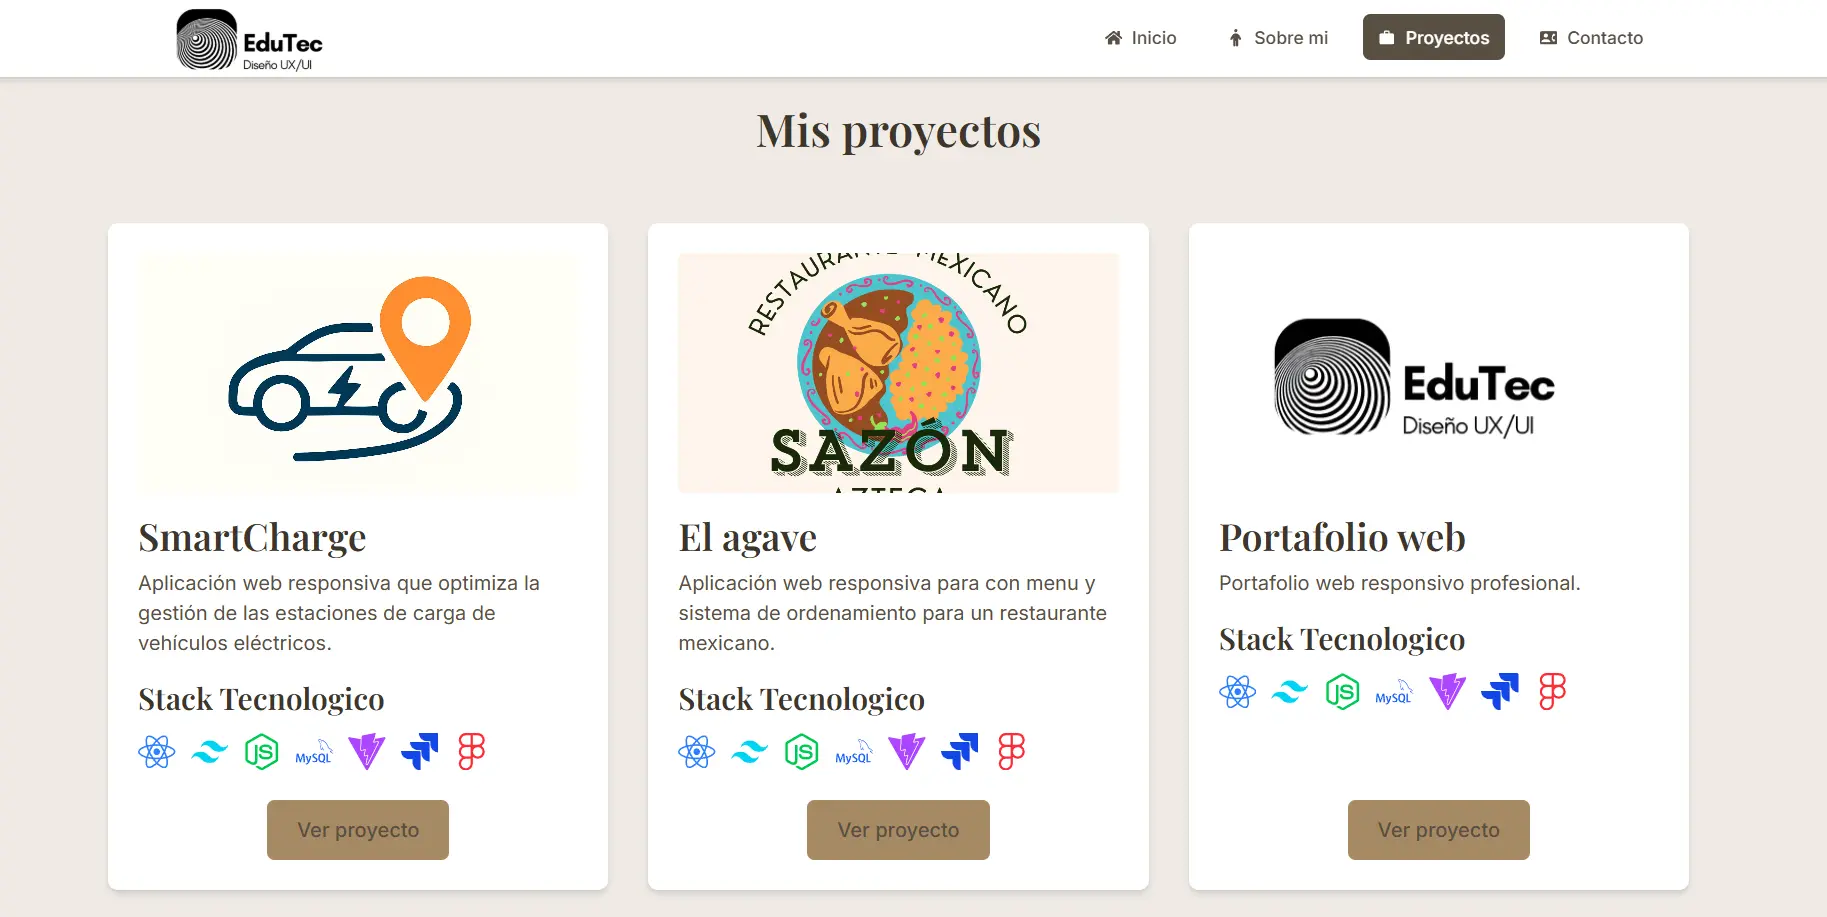 EduTec
Diseño UX/UI
Inicio
Sobre mi
Proyectos
Contacto
Mis proyectos
SmartCharge
Aplicación web responsiva que optimiza la
gestión de las estaciones de carga de
vehículos eléctricos.
Stack Tecnologico
JS
MySQL
Ver proyecto
RESTAURANTE MEXICANO
SAZÓN
AZTECA
El agave
Aplicación web responsiva para con menu y
sistema de ordenamiento para un restaurante
mexicano.
Stack Tecnologico
JS
MySQL
Ver proyecto
EduTec
Diseño UX/UI
Portafolio web
Portafolio web responsivo profesional.
Stack Tecnologico
JS
MySQL
Ver proyecto